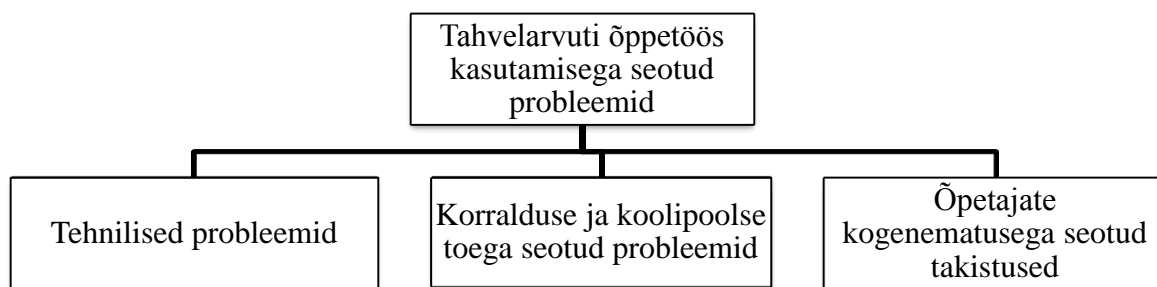 Tahvelarvuti õppetöös
kasutamisega seotud
probleemid
Tehnilised probleemid
Korralduse ja koolipoolse
toega seotud probleemid
Õpetajate
kogenematusega seotud
takistused